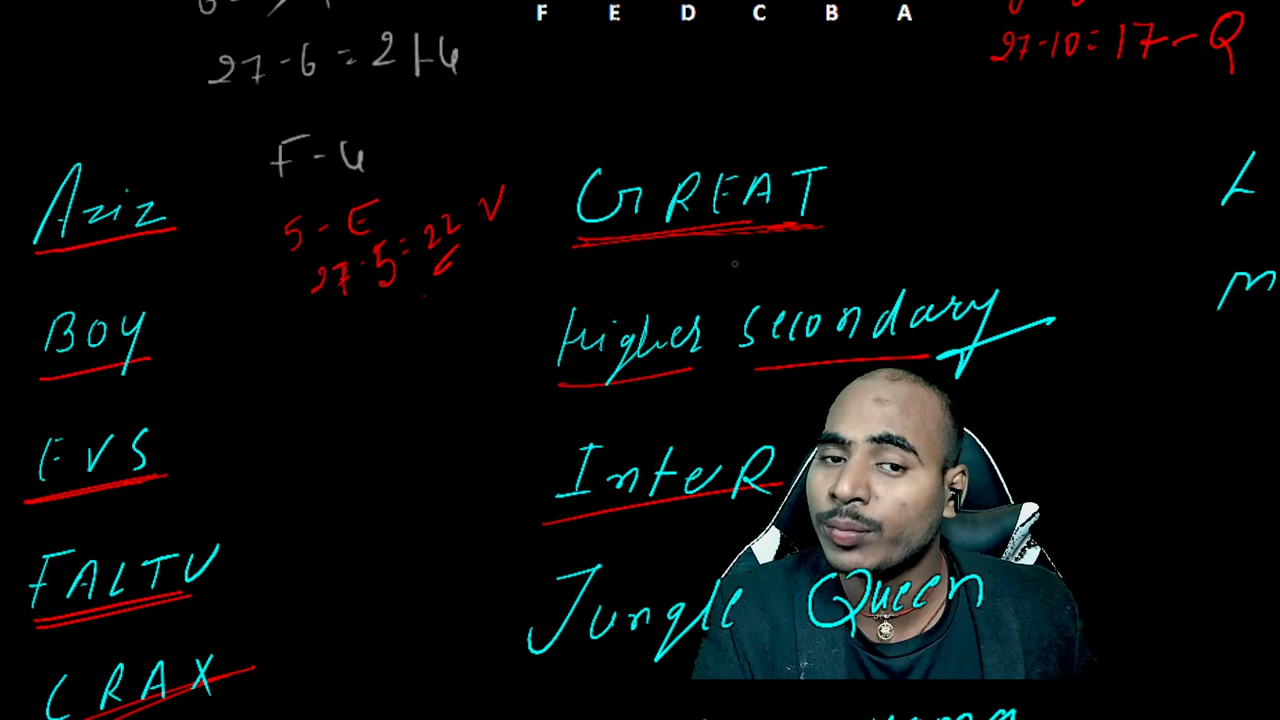 F E D C B A
27-6=21-U
27-10=17-Q
F-U
Aziz
GREAT
5-E
27-5=22 V
Boy
Higher secondary
EVS
InteR
FALTU
Jungle Queen
CRAX